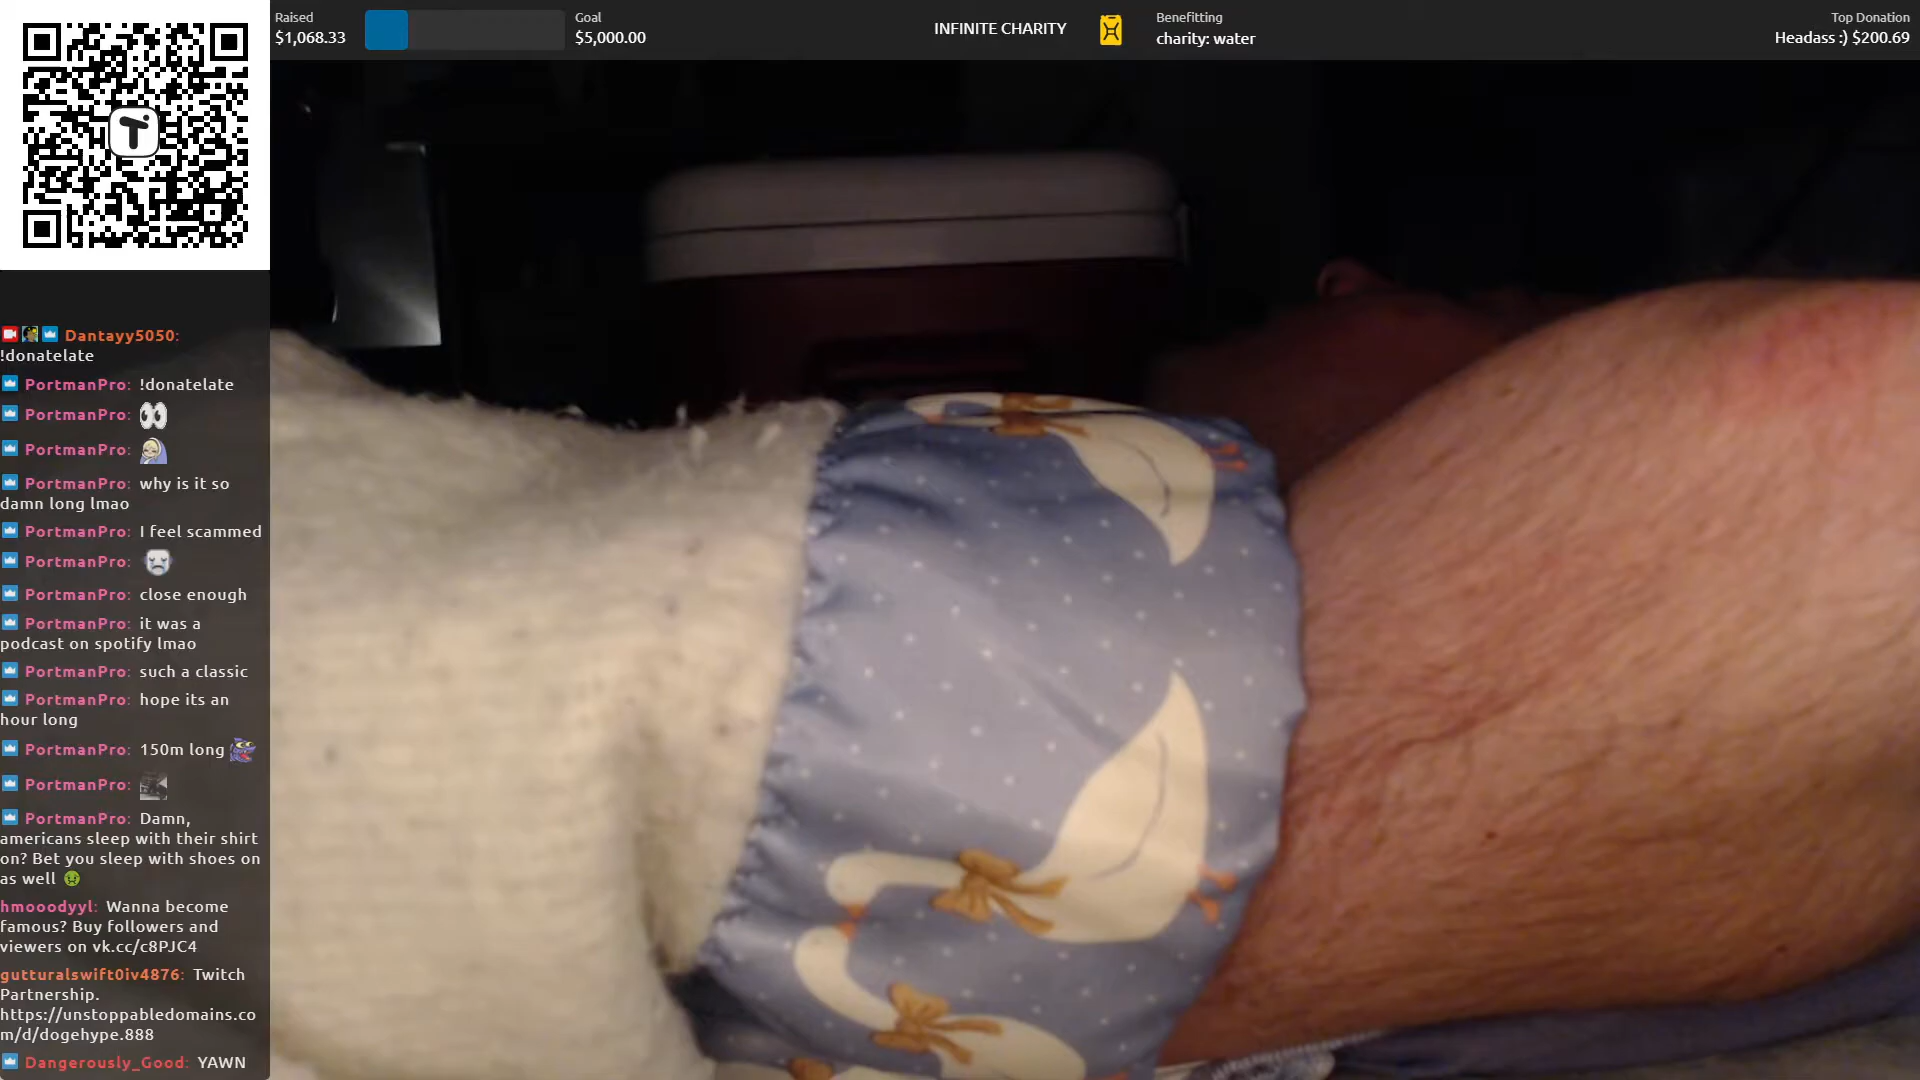 Raised
$1,068.33
Goal
$5,000.00
INFINITE CHARITY
Benefitting
charity: water
Top Donation
Headass :) $200.69
T
Dantayy5050:
!donatelate
PortmanPro: !donatelate
PortmanPro:
PortmanPro:
PortmanPro: why is it so
damn long lmao
PortmanPro: I feel scammed
PortmanPro:
PortmanPro: close enough
PortmanPro: it was a
podcast on spotify lmao
PortmanPro: such a classic
PortmanPro: hope its an
hour long
PortmanPro: 150m long
PortmanPro:
PortmanPro: Damn,
americans sleep with their shirt
on? Bet you sleep with shoes on
as well
hmooodyyl: Wanna become
famous? Buy followers and
viewers on vk.cc/c8PJC4
gutturalswift0iv4876: Twitch
Partnership.
https://unstoppabledomains.co
m/d/dogehype.888
Dangerously_Good: YAWN